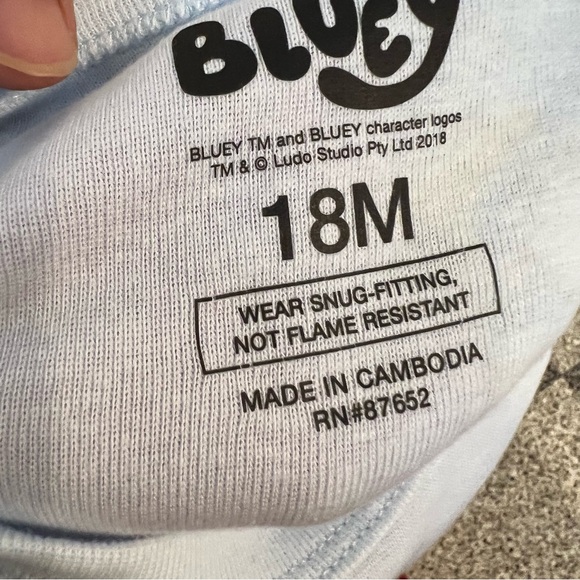 BLUEY
BLUEY TM and BLUEY character logos
TM & © Ludo Studio Pty Ltd 2018
18M
WEAR SNUG-FITTING,
NOT FLAME RESISTANT
MADE IN CAMBODIA
RN#87652